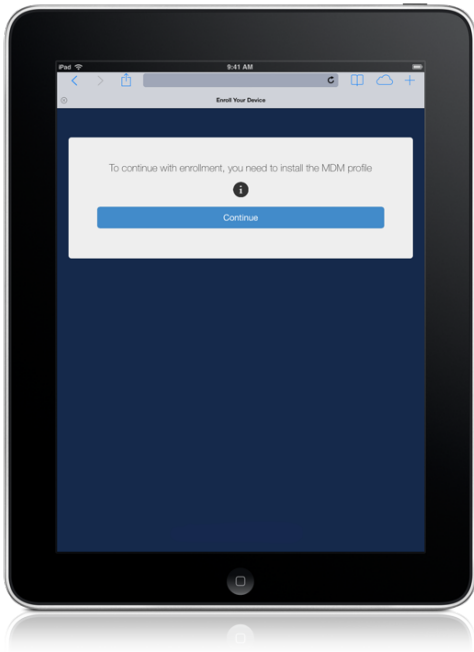 iPad 9:41 AM
Enroll Your Device
To continue with enrollment, you need to install the MDM profile
i
Continue